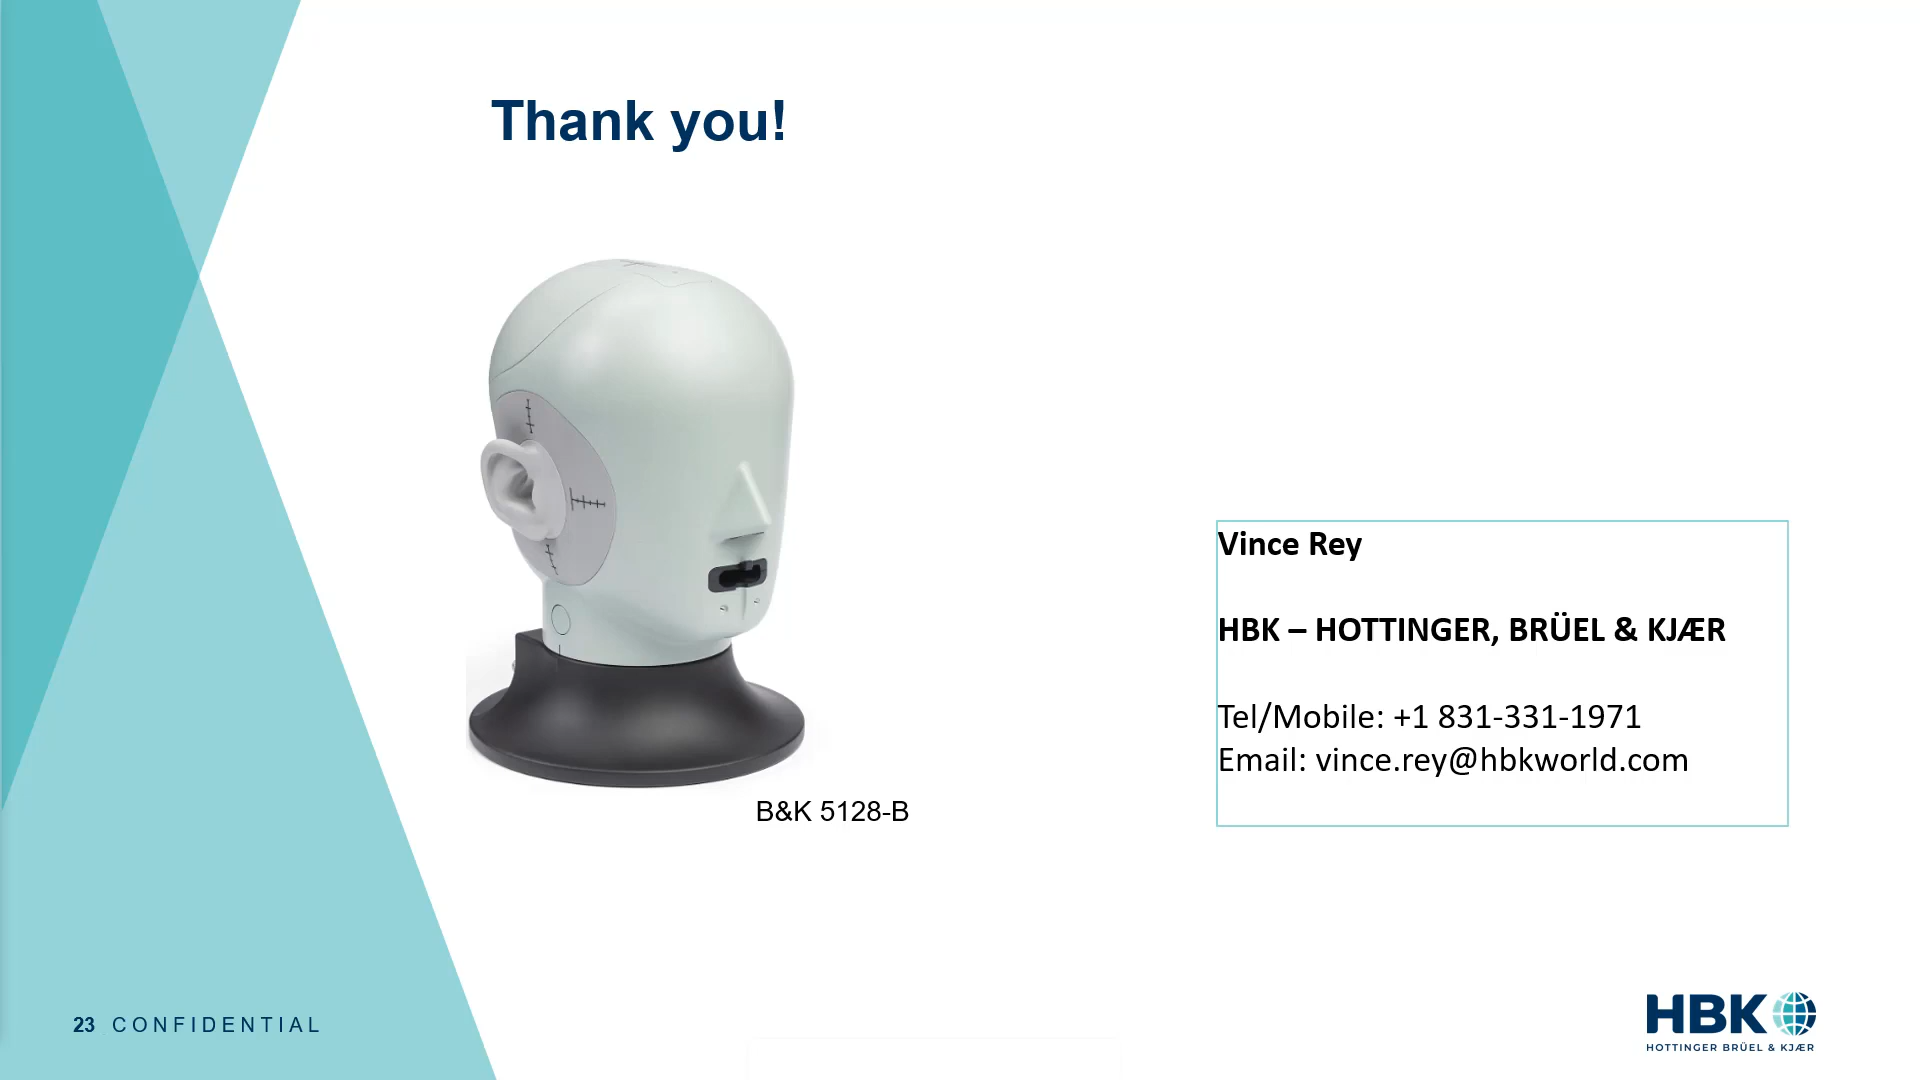 Thank you!
Vince Rey
HBK – HOTTINGER, BRÜEL & KJÆR
Tel/Mobile: +1 831-331-1971
Email: vince.rey@hbkworld.com
B&K 5128-B
23 CONFIDENTIAL
HBK
HOTTINGER BRÜEL & KJÆR